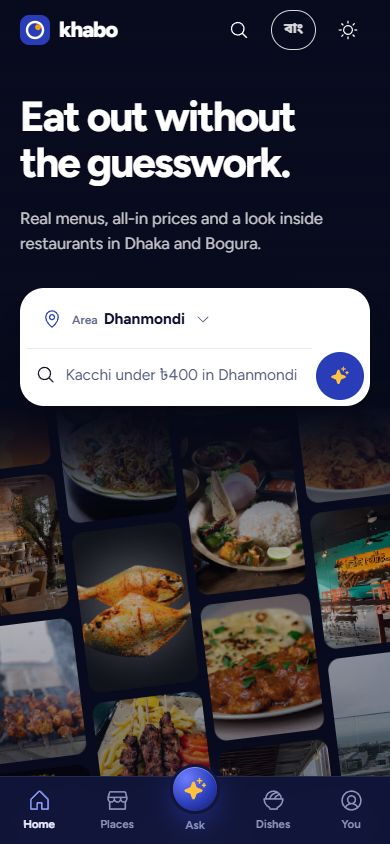 khabo
বাং
Eat out without
the guesswork.
Real menus, all-in prices and a look inside
restaurants in Dhaka and Bogura.
Area Dhanmondi
Kacchi under ৳400 in Dhanmondi
Home Places Ask Dishes You